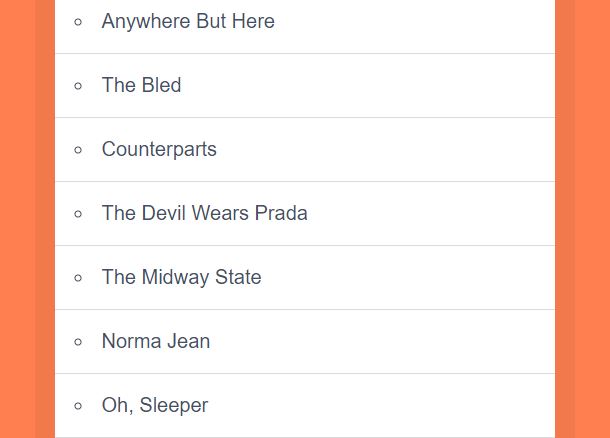 Anywhere But Here
The Bled
Counterparts
The Devil Wears Prada
The Midway State
Norma Jean
Oh, Sleeper